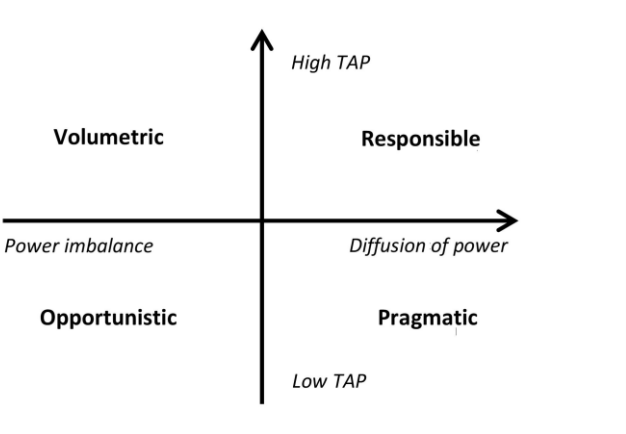 High TAP
Volumetric
Responsible
Power imbalance
Diffusion of power
Opportunistic
Pragmatic
Low TAP